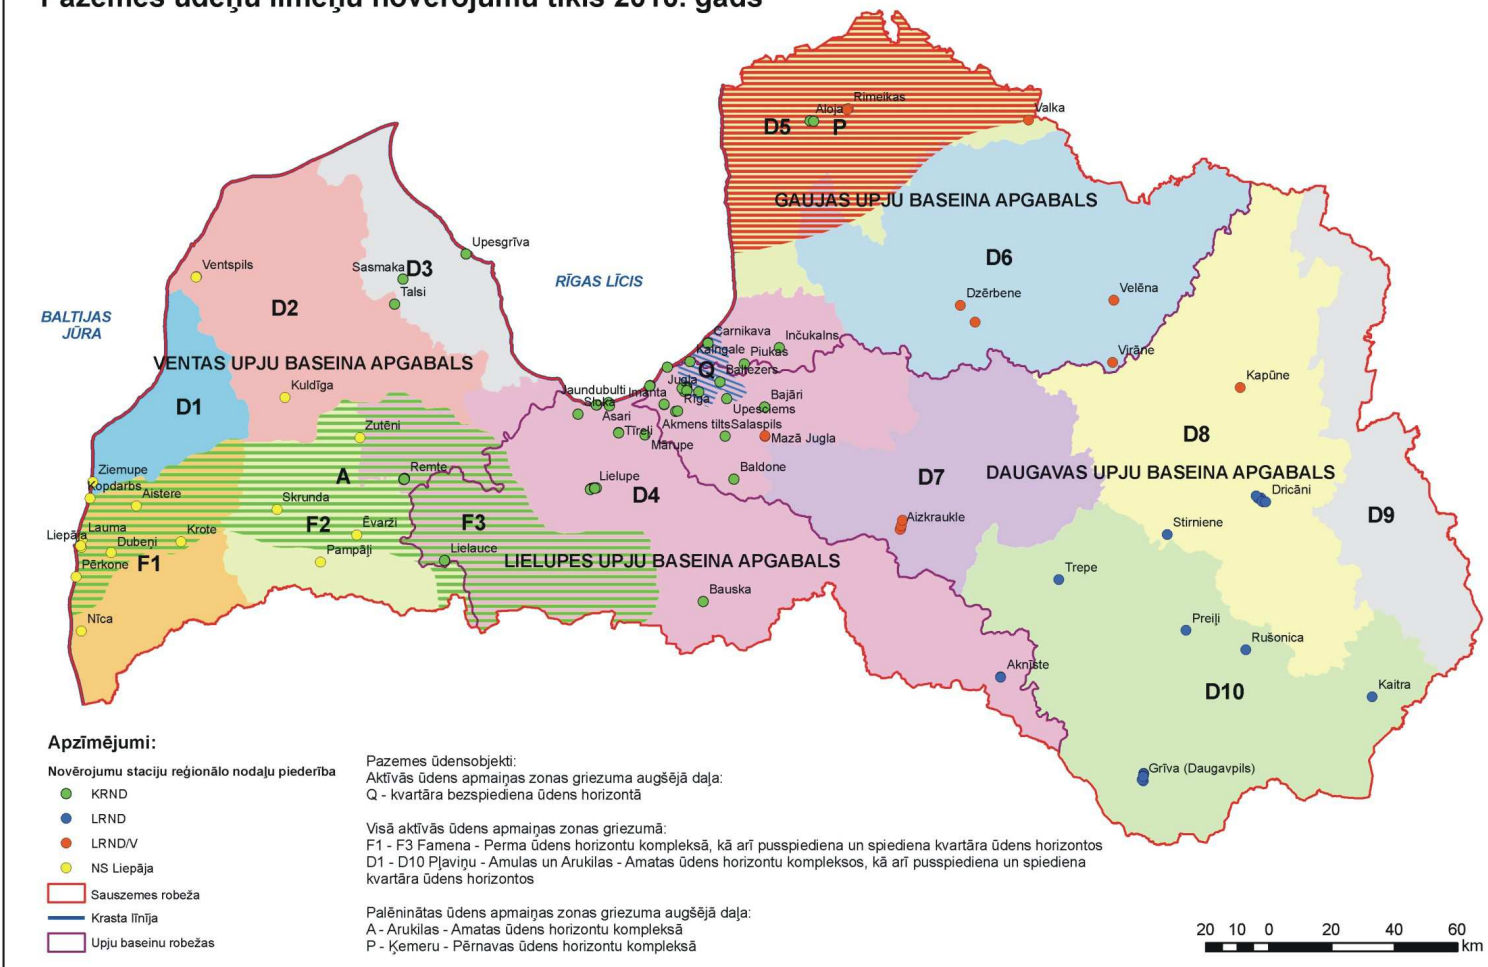 Pazemes ūdeņu līmeņu novērojumu tīkls 2010. gads
Rimeikas
Aloja
Valka
D5
P
GAUJAS UPJU BASEINA APGABALS
Upesgrīva
Ventspils
Sasmaka
D3
Talsi
RĪGAS LĪCIS
D6
Dzērbene
Velēna
D2
BALTIJAS
JŪRA
VENTAS UPJU BASEINA APGABALS
Carnikava
Inčukalns
Kalngale
Piukas
Virāne
Q
Baltezers
Kapūne
Kuldīga
D1
Jaundubulti
Imanta
Jugla
Rīga
Bajāri
Sloka
Asari
Upesciems
Akmens tilts
Salaspils
Zutēni
Tīreļi
Mārupe
Mazā Jugla
D8
Ziemupe
Remte
Baldone
D7
DAUGAVAS UPJU BASEINA APGABALS
Kopdarbs
Aistere
A
Lielupe
D4
Dricāni
Skrunda
F2
Ēvarži
F3
Aizkraukle
Stirniene
D9
Lauma
Liepāja
Krote
Dubeņi
Pampāļi
Lielauce
LIELUPES UPJU BASEINA APGABALS
Pērkone
F1
Trepe
Bauska
Nīca
Preiļi
Rušonica
Aknīste
D10
Kaitra
Grīva (Daugavpils)
Apzīmējumi:
Novērojumu staciju reģionālo nodaļu piederība
KRND
LRND
LRND/V
NS Liepāja
Sauszemes robeža
Krasta līnija
Upju baseinu robežas
Pazemes ūdensobjekti:
Aktīvās ūdens apmaiņas zonas griezuma augšējā daļa:
Q - kvartāra bezspiediena ūdens horizontā
Visā aktīvās ūdens apmaiņas zonas griezumā:
F1 - F3 Famena - Perma ūdens horizontu kompleksā, kā arī pusspiediena un spiediena kvartāra ūdens horizontos
D1 - D10 Pļaviņu - Amulas un Arukilas - Amatas ūdens horizontu kompleksos, kā arī pusspiediena un spiediena
kvartāra ūdens horizontos
Palēninātas ūdens apmaiņas zonas griezuma augšējā daļa:
A - Arukilas - Amatas ūdens horizontu kompleksā
P - Ķemeru - Pērnavas ūdens horizontu kompleksā
20 10 0 20 40 60
km